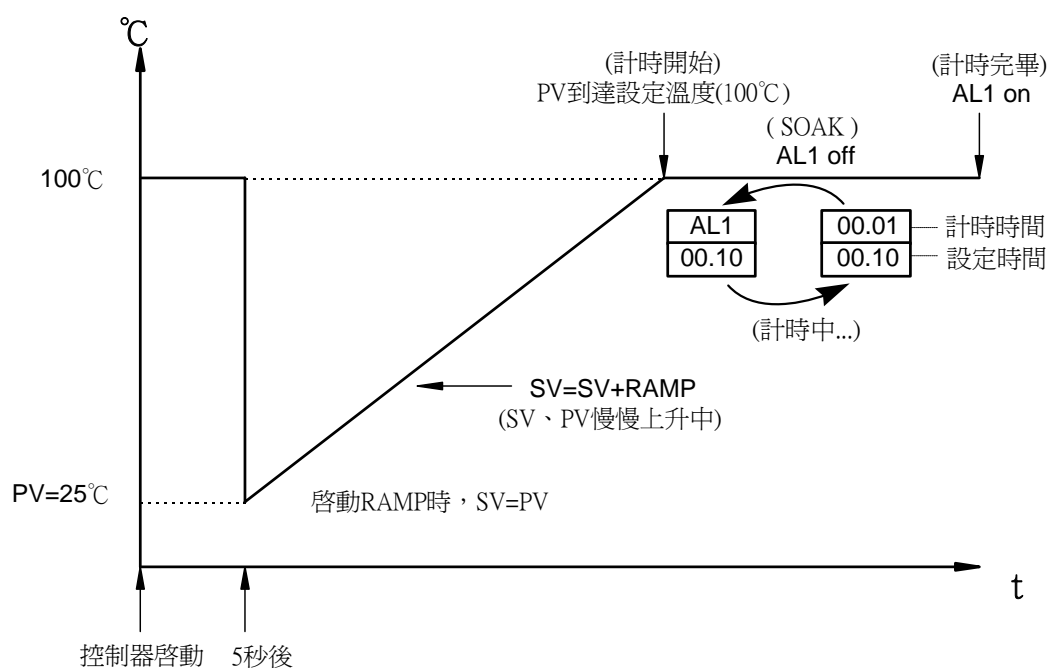 ℃
(計時開始)
PV到達設定溫度(100℃)
(計時完畢)
AL1 on
( SOAK )
AL1 off
100℃
AL1
00.10
00.01
00.10
計時時間
設定時間
(計時中...)
SV=SV+RAMP
(SV、PV慢慢上升中)
PV=25℃
啓動RAMP時，SV=PV
t
控制器啓動
5秒後